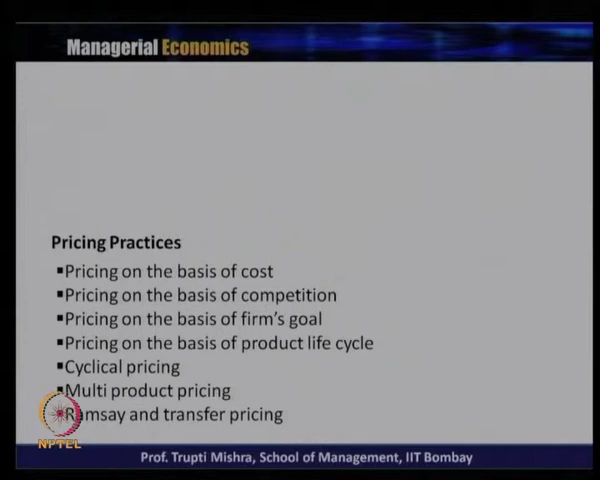 Managerial Economics
Pricing Practices
▪Pricing on the basis of cost
▪Pricing on the basis of competition
▪Pricing on the basis of firm's goal
▪Pricing on the basis of product life cycle
▪Cyclical pricing
▪Multi product pricing
▪Ramsay and transfer pricing
NPTEL
Prof. Trupti Mishra, School of Management, IIT Bombay